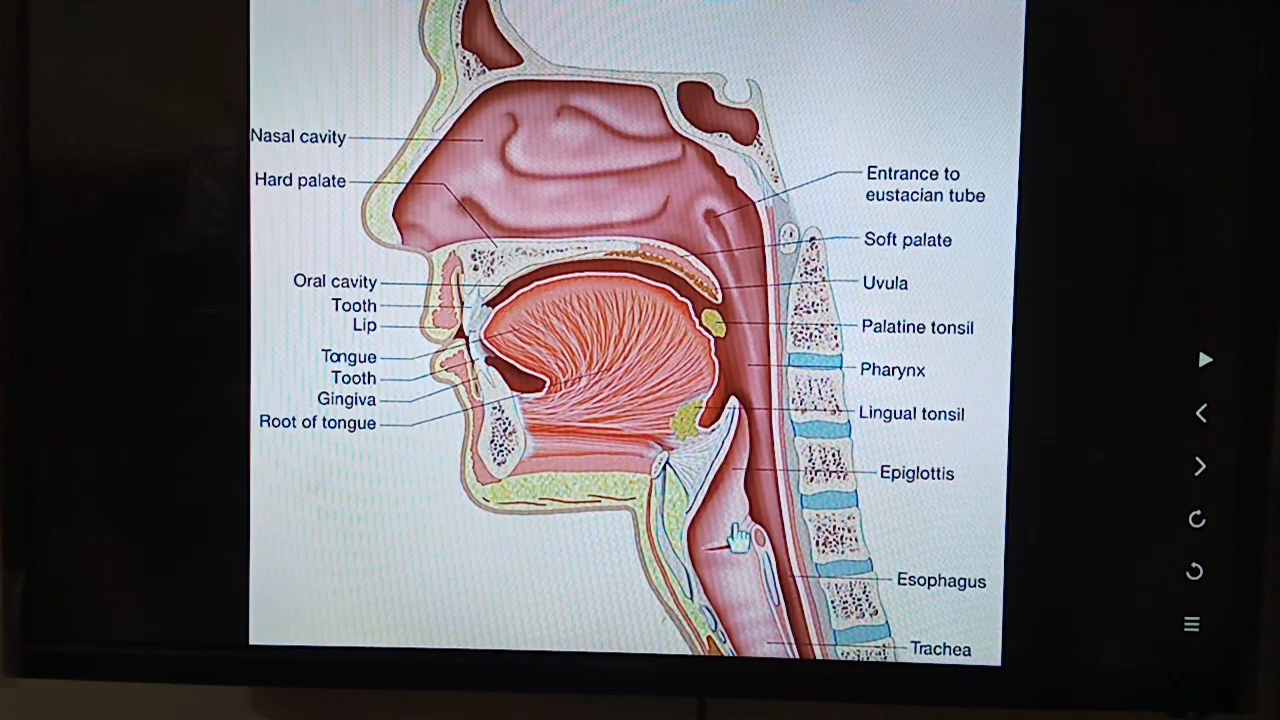 Nasal cavity
Hard palate
Oral cavity
Tooth
Lip
Tongue
Tooth
Gingiva
Root of tongue
Entrance to
eustacian tube
Soft palate
Uvula
Palatine tonsil
Pharynx
Lingual tonsil
Epiglottis
Esophagus
Trachea